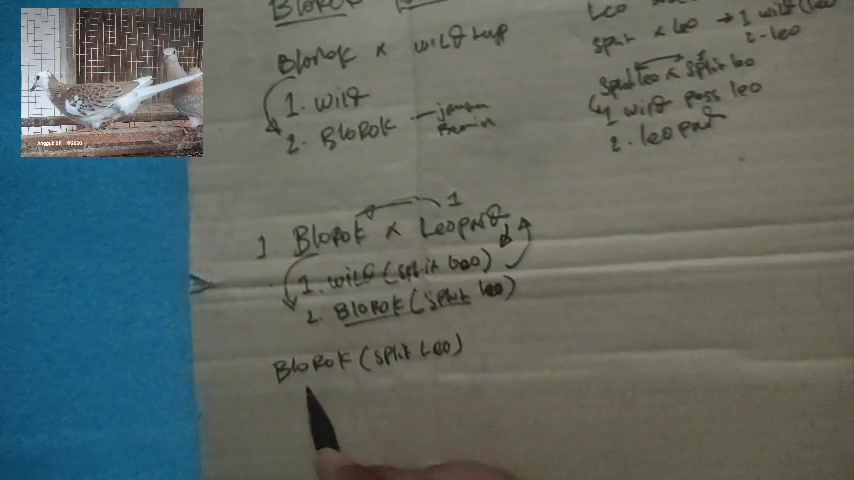 BLOROK
BLOROK x wild
1. wild
2. BLOROK
Leo
split x Leo → 1 wild (Leo
2. Leo
split Leo x split Leo
1 wild poss leo
2. Leopard
1
1. BLOROK x Leopard
1. wild (split Leo)
2. BLOROK (split leo)
BLOROK (split Leo)